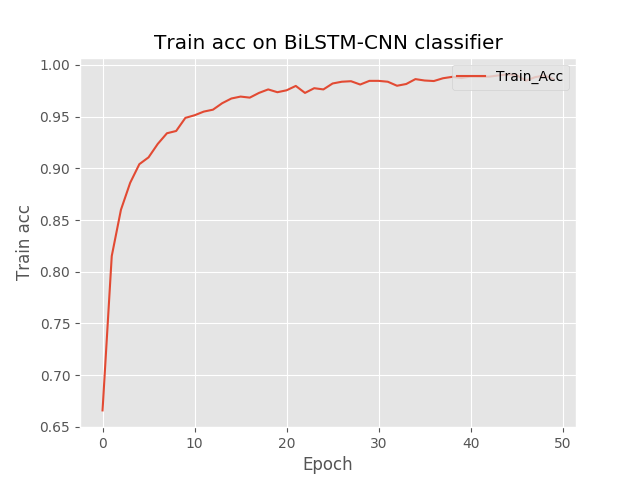 Train acc on BiLSTM-CNN classifier
Train_Acc
1.00
0.95
0.90
0.85
0.80
0.75
0.70
0.65
Train acc
0 10 20 30 40 50
Epoch